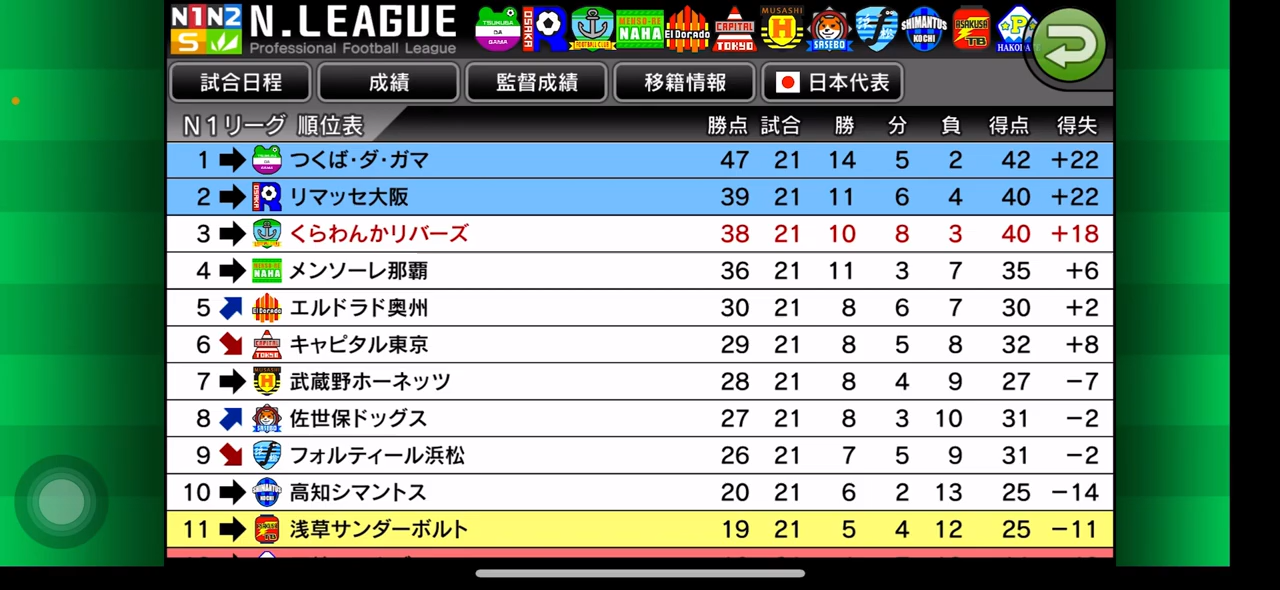 N1 N2 S N.LEAGUE
Professional Football League
TSUKUBA DA GAMA OSAKA R FOOTBALL CLUB MENSO-RE NAHA El Dorado CAPITAL TOKYO MUSASHI H SASEBO SHIMANTUS KOCHI ASAKUSA TB P HAKODA
試合日程 成績 監督成績 移籍情報 日本代表
N1リーグ 順位表 勝点 試合 勝 分 負 得点 得失
1 つくば・ダ・ガマ 47 21 14 5 2 42 +22
2 リマッセ大阪 39 21 11 6 4 40 +22
3 くらわんかリバーズ 38 21 10 8 3 40 +18
4 メンソーレ那覇 36 21 11 3 7 35 +6
5 エルドラド奥州 30 21 8 6 7 30 +2
6 キャピタル東京 29 21 8 5 8 32 +8
7 武蔵野ホーネッツ 28 21 8 4 9 27 −7
8 佐世保ドッグス 27 21 8 3 10 31 −2
9 フォルティール浜松 26 21 7 5 9 31 −2
10 高知シマントス 20 21 6 2 13 25 −14
11 浅草サンダーボルト 19 21 5 4 12 25 −11